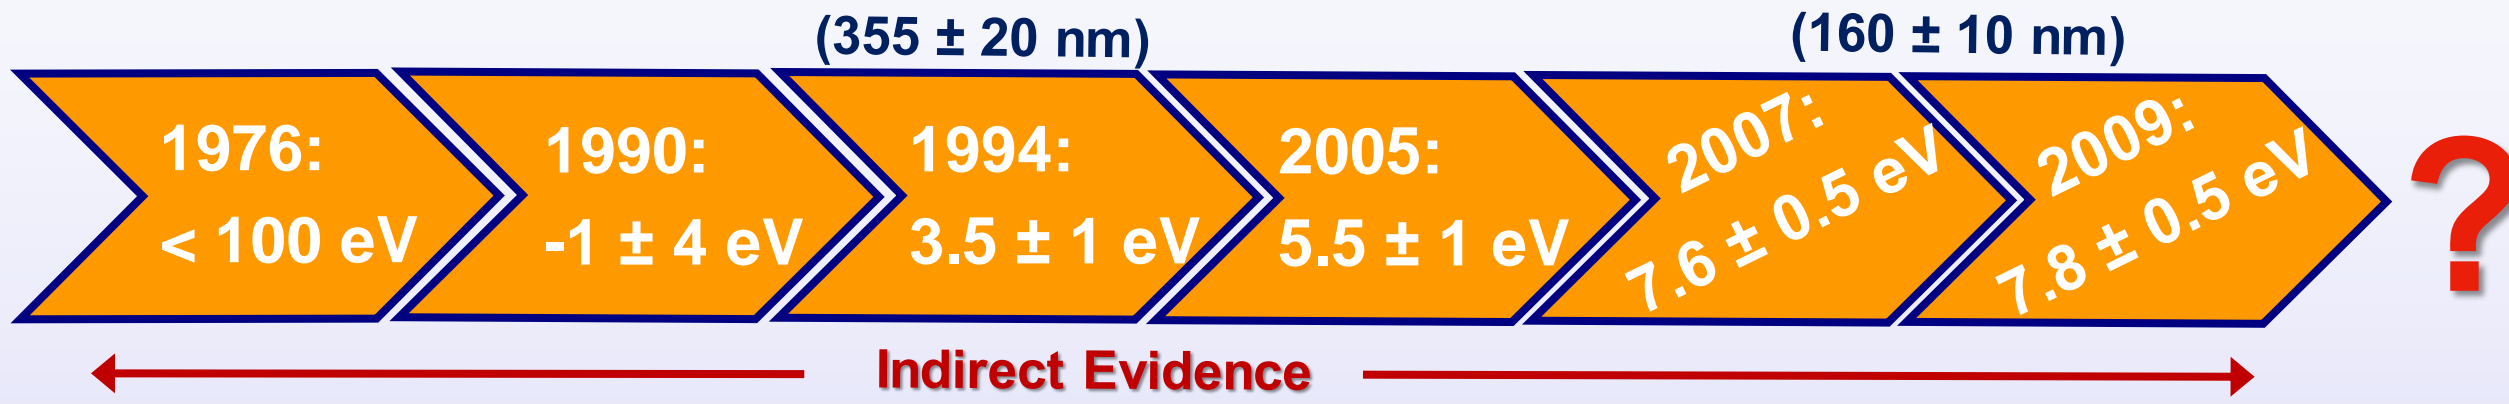 (355 ± 20 nm)
(160 ± 10 nm)
1976:
< 100 eV
1990:
-1 ± 4 eV
1994:
3.5 ± 1 eV
2005:
5.5 ± 1 eV
2007:
7.6 ± 0.5 eV
2009:
7.8 ± 0.5 eV
?
Indirect Evidence